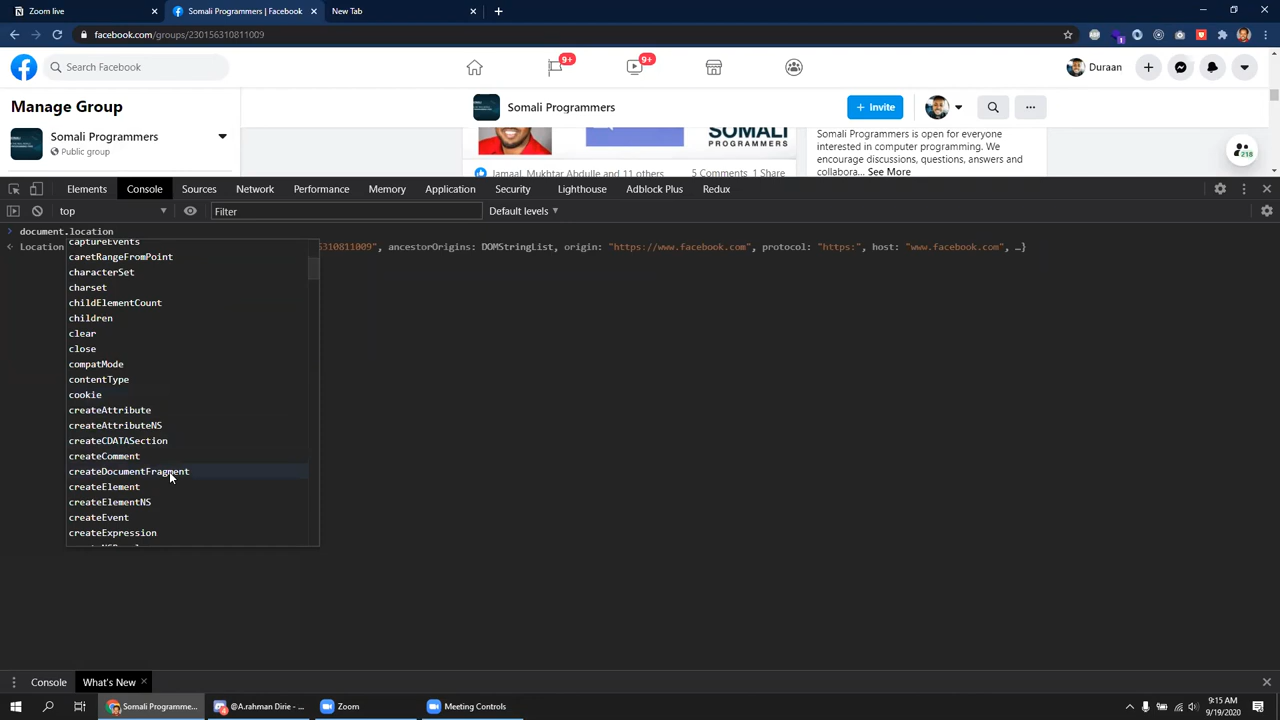 Zoom live
Somali Programmers | Facebook
New Tab
facebook.com/groups/230156310811009
Search Facebook
9+
9+
Duraan
Manage Group
Somali Programmers
Public group
Somali Programmers
+ Invite
SOMALI
PROGRAMMERS
Jamaal, Mukhtar Abdulle and 11 others
5 Comments 1 Share
Somali Programmers is open for everyone
interested in computer programming. We
encourage discussions, questions, answers and
collabora... See More
218
Elements Console Sources Network Performance Memory Application Security Lighthouse Adblock Plus Redux
top
Filter
Default levels
document.location
Location 6310811009", ancestorOrigins: DOMStringList, origin: "https://www.facebook.com", protocol: "https:", host: "www.facebook.com", …}
captureEvents
caretRangeFromPoint
characterSet
charset
childElementCount
children
clear
close
compatMode
contentType
cookie
createAttribute
createAttributeNS
createCDATASection
createComment
createDocumentFragment
createElement
createElementNS
createEvent
createExpression
Console
What's New
Somali Programme...
@A.rahman Dirie - ...
Zoom
Meeting Controls
9:15 AM
9/19/2020